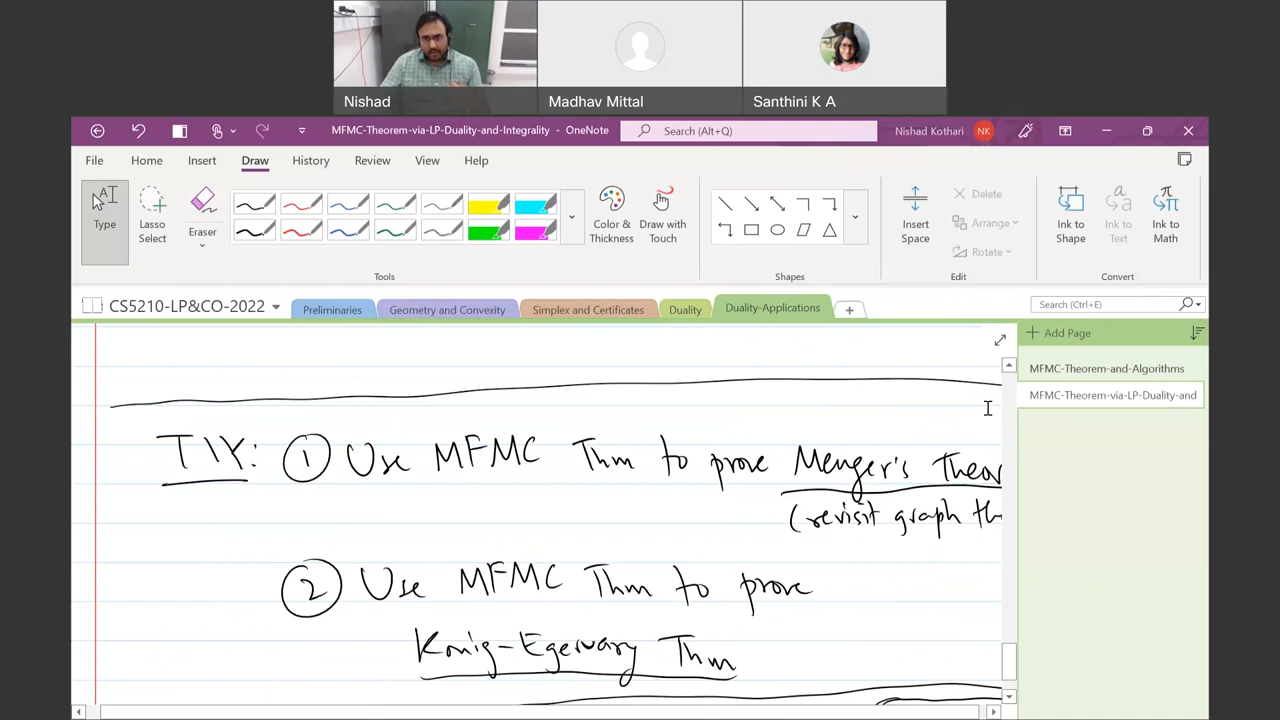 Nishad
Madhav Mittal
Santhini K A
MFMC-Theorem-via-LP-Duality-and-Integrality - OneNote
Search (Alt+Q)
Nishad Kothari
NK
File Home Insert Draw History Review View Help
Type
Lasso Select
Eraser
Color & Thickness
Draw with Touch
Insert Space
Delete
Arrange
Rotate
Ink to Shape
Ink to Text
Ink to Math
Tools
Shapes
Edit
Convert
CS5210-LP&CO-2022
Preliminaries
Geometry and Convexity
Simplex and Certificates
Duality
Duality-Applications
Search (Ctrl+E)
Add Page
MFMC-Theorem-and-Algorithms
MFMC-Theorem-via-LP-Duality-and
TIY: ① Use MFMC Thm to prove Menger's Theor
(revisit graph th
② Use MFMC Thm to prove
Konig-Egervary Thm